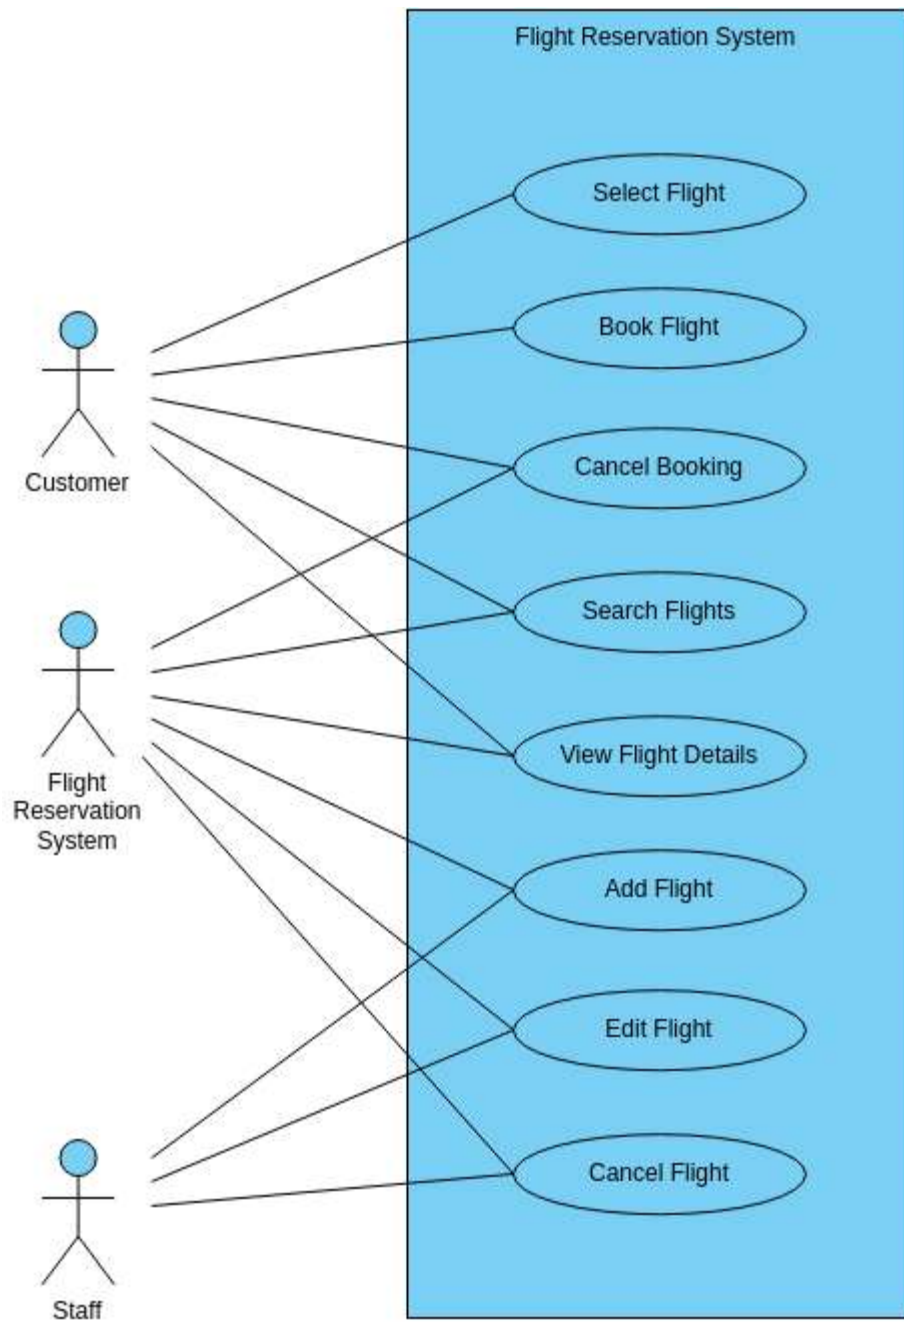 Flight Reservation System
Select Flight
Book Flight
Cancel Booking
Search Flights
View Flight Details
Add Flight
Edit Flight
Cancel Flight
Customer
Flight
Reservation
System
Staff